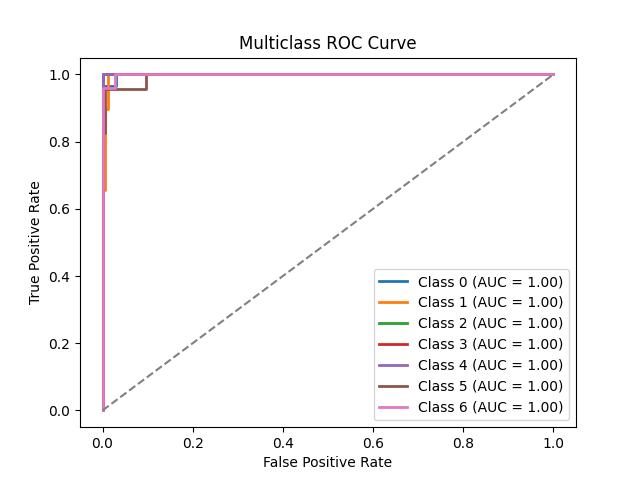 Multiclass ROC Curve
True Positive Rate
1.0
0.8
0.6
0.4
0.2
0.0
Class 0 (AUC = 1.00)
Class 1 (AUC = 1.00)
Class 2 (AUC = 1.00)
Class 3 (AUC = 1.00)
Class 4 (AUC = 1.00)
Class 5 (AUC = 1.00)
Class 6 (AUC = 1.00)
0.0 0.2 0.4 0.6 0.8 1.0
False Positive Rate